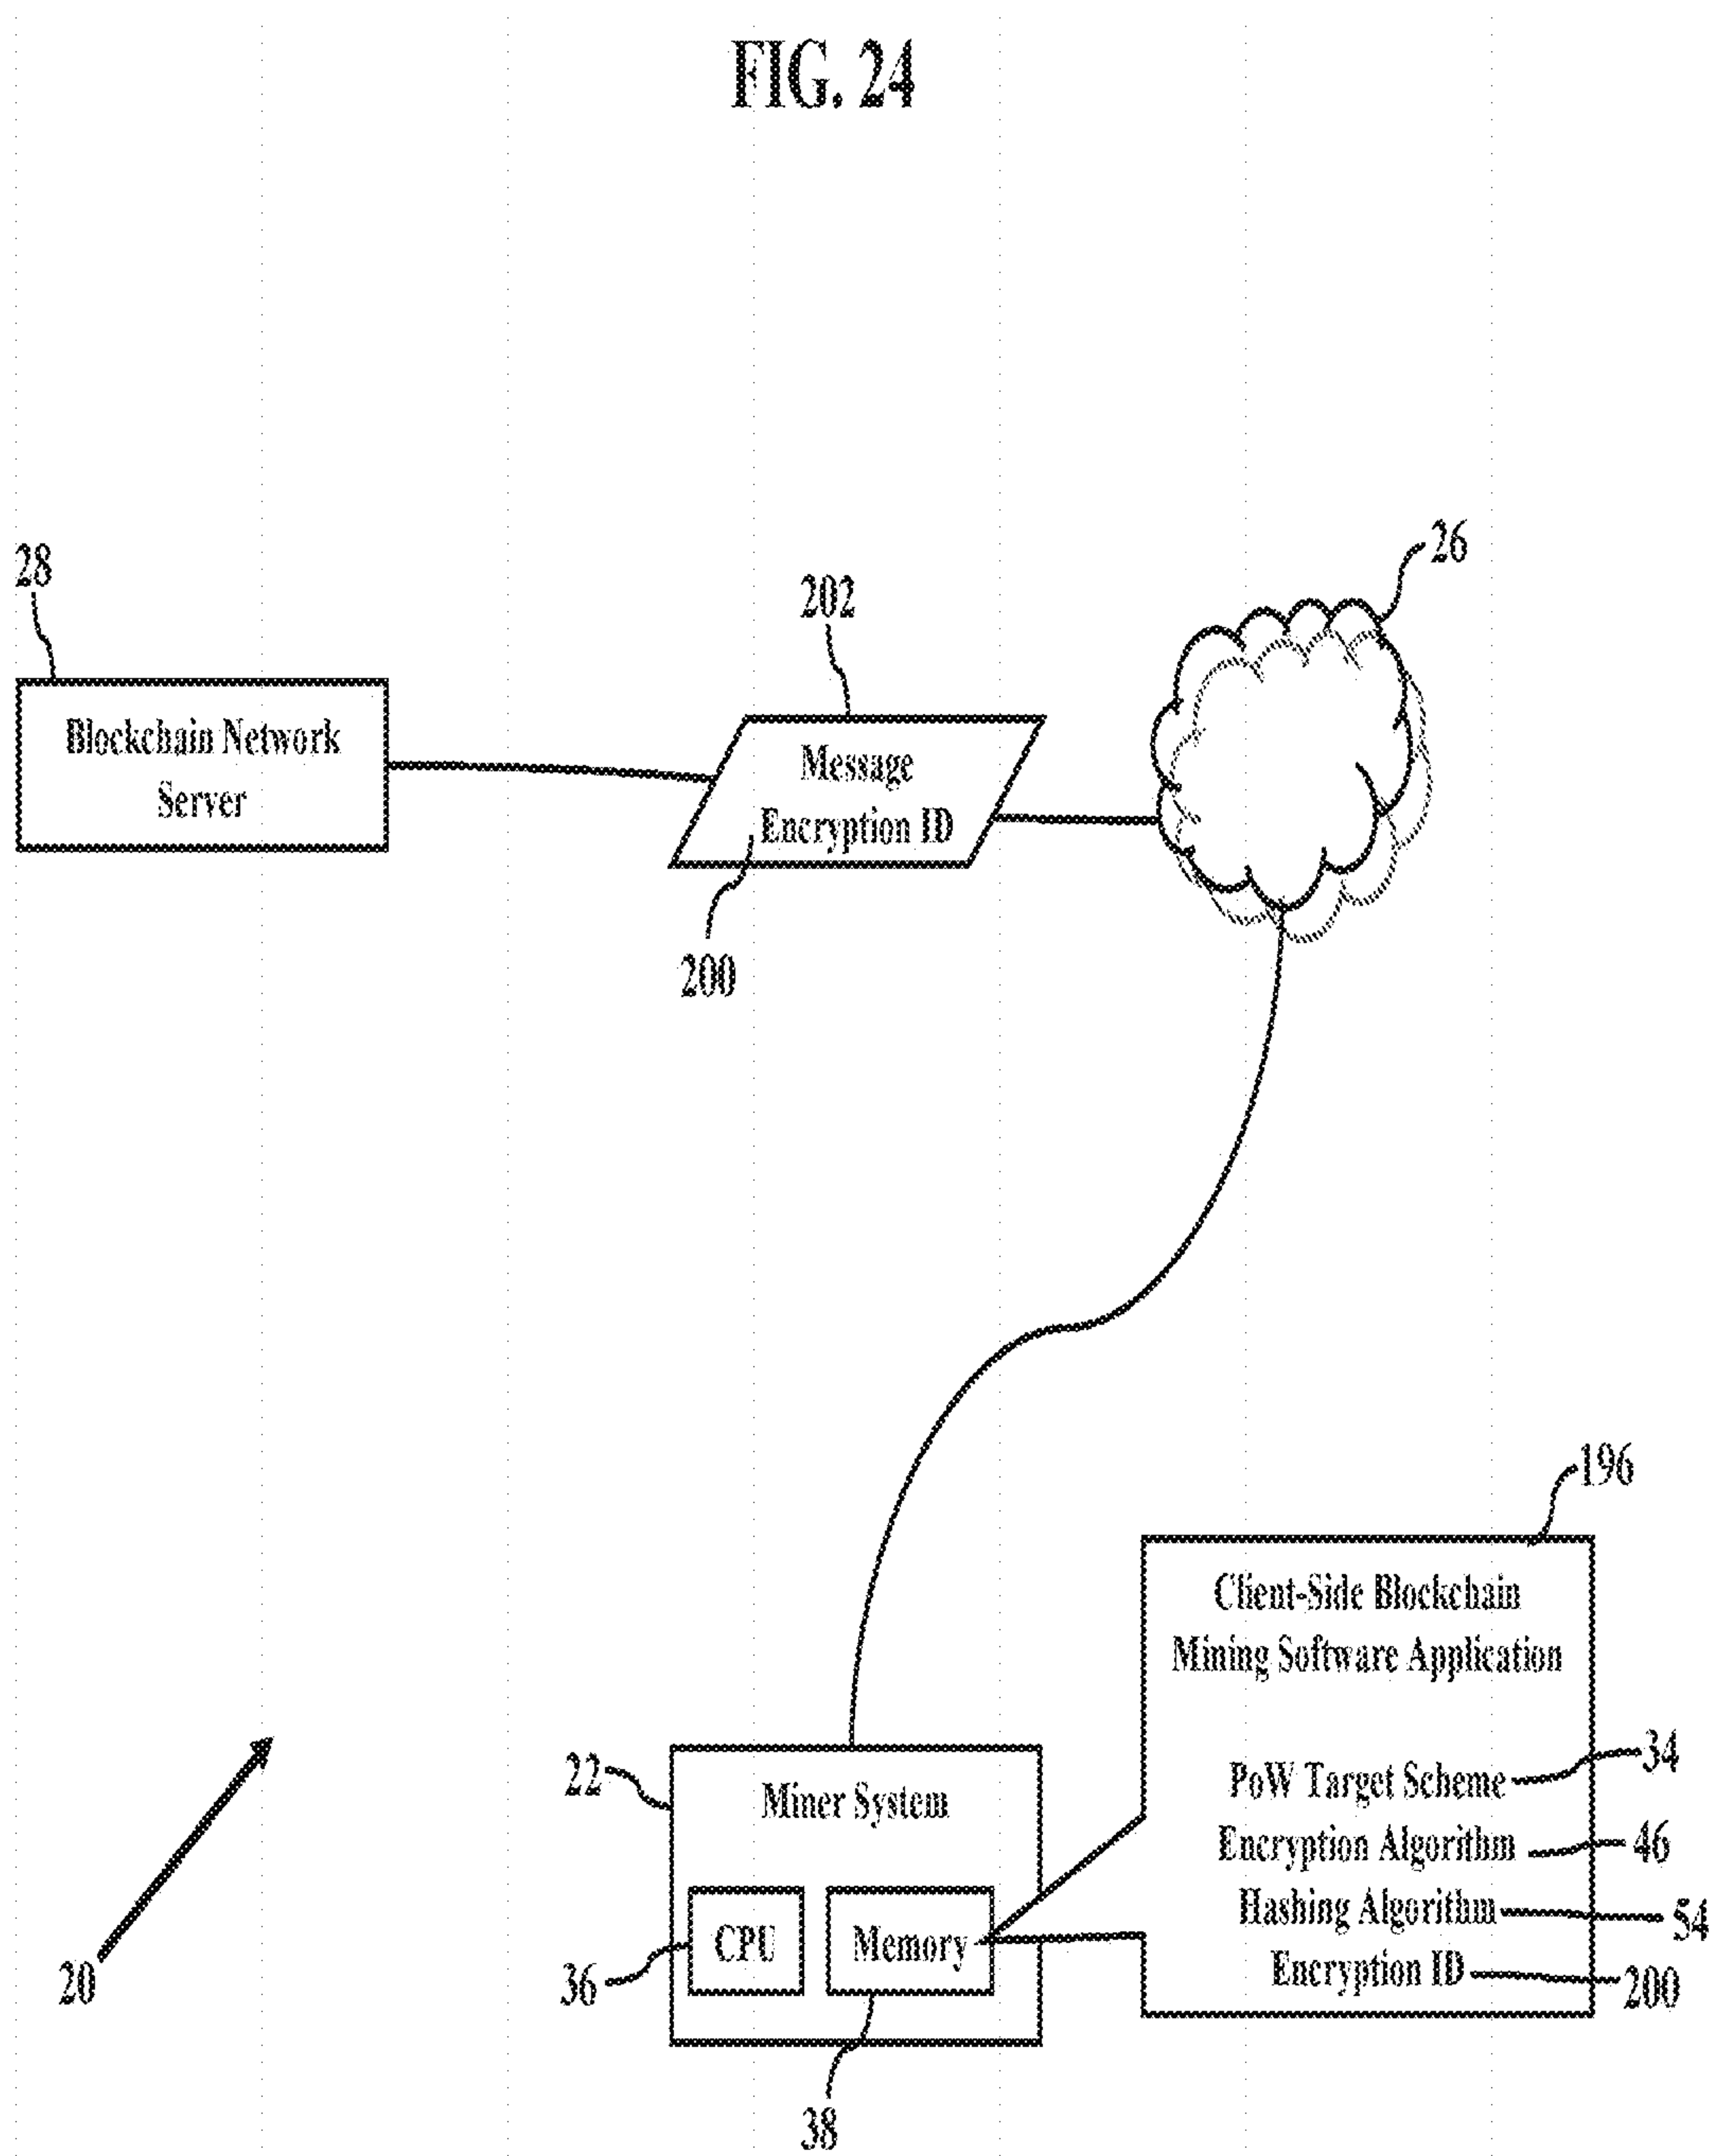 FIG. 24
26
28
202
Blockchain Network
Server
Message
Encryption ID
200
196
Client-Side Blockchain
Mining Software Application
34
PoW Target Scheme
22
Miner System
Encryption Algorithm
46
Hashing Algorithm
54
CPU
Memory
Encryption ID
200
36
20
38